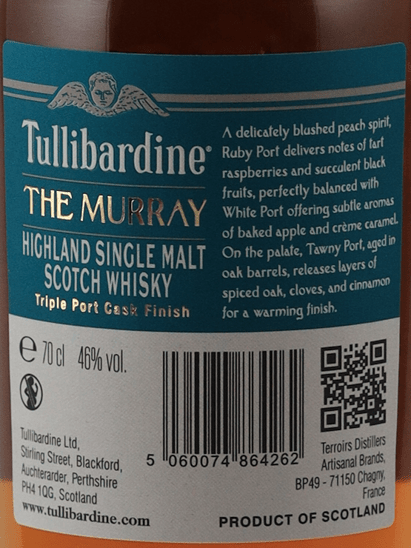 Tullibardine®
THE MURRAY
HIGHLAND SINGLE MALT
SCOTCH WHISKY
Triple Port Cask Finish
A delicately blushed peach spirit,
Ruby Port delivers notes of tart
raspberries and succulent black
fruits, perfectly balanced with
White Port offering subtle aromas
of baked apple and crème caramel.
On the palate, Tawny Port, aged in
oak barrels, releases layers of
spiced oak, cloves, and cinnamon
for a warming finish.
e 70 cl 46% vol.
Tullibardine Ltd,
Stirling Street, Blackford,
Auchterarder, Perthshire
PH4 1QG, Scotland
www.tullibardine.com
5 060074 864262
Terroirs Distillers
Artisanal Brands,
BP49 - 71150 Chagny,
France
PRODUCT OF SCOTLAND